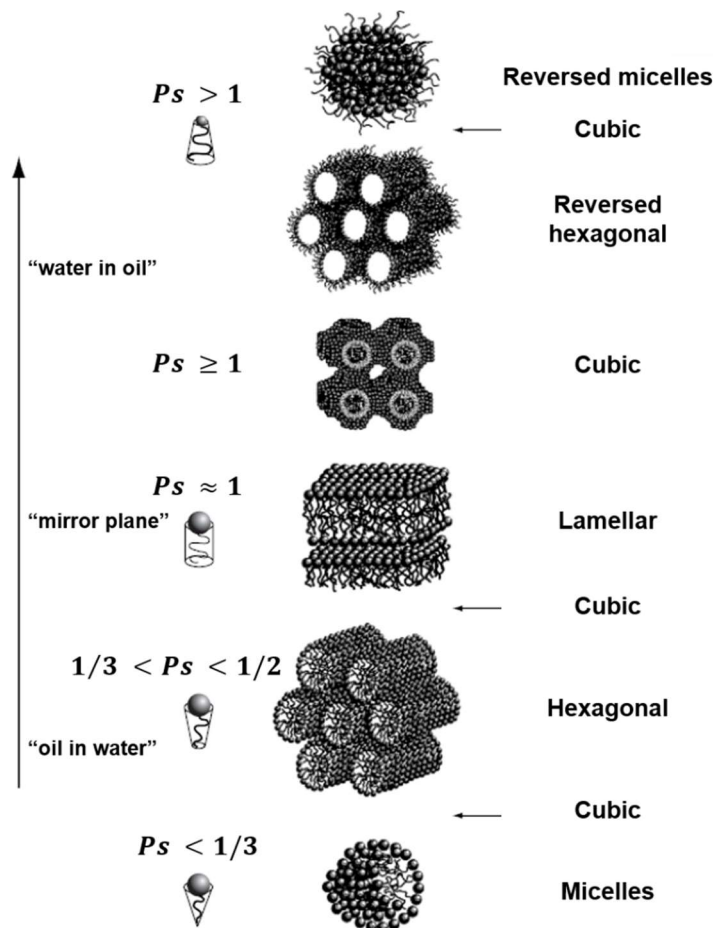 Reversed micelles
Ps > 1
Cubic
Reversed
hexagonal
“water in oil”
Ps ≥ 1
Cubic
Ps ≈ 1
“mirror plane”
Lamellar
Cubic
1/3 < Ps < 1/2
Hexagonal
“oil in water”
Cubic
Ps < 1/3
Micelles